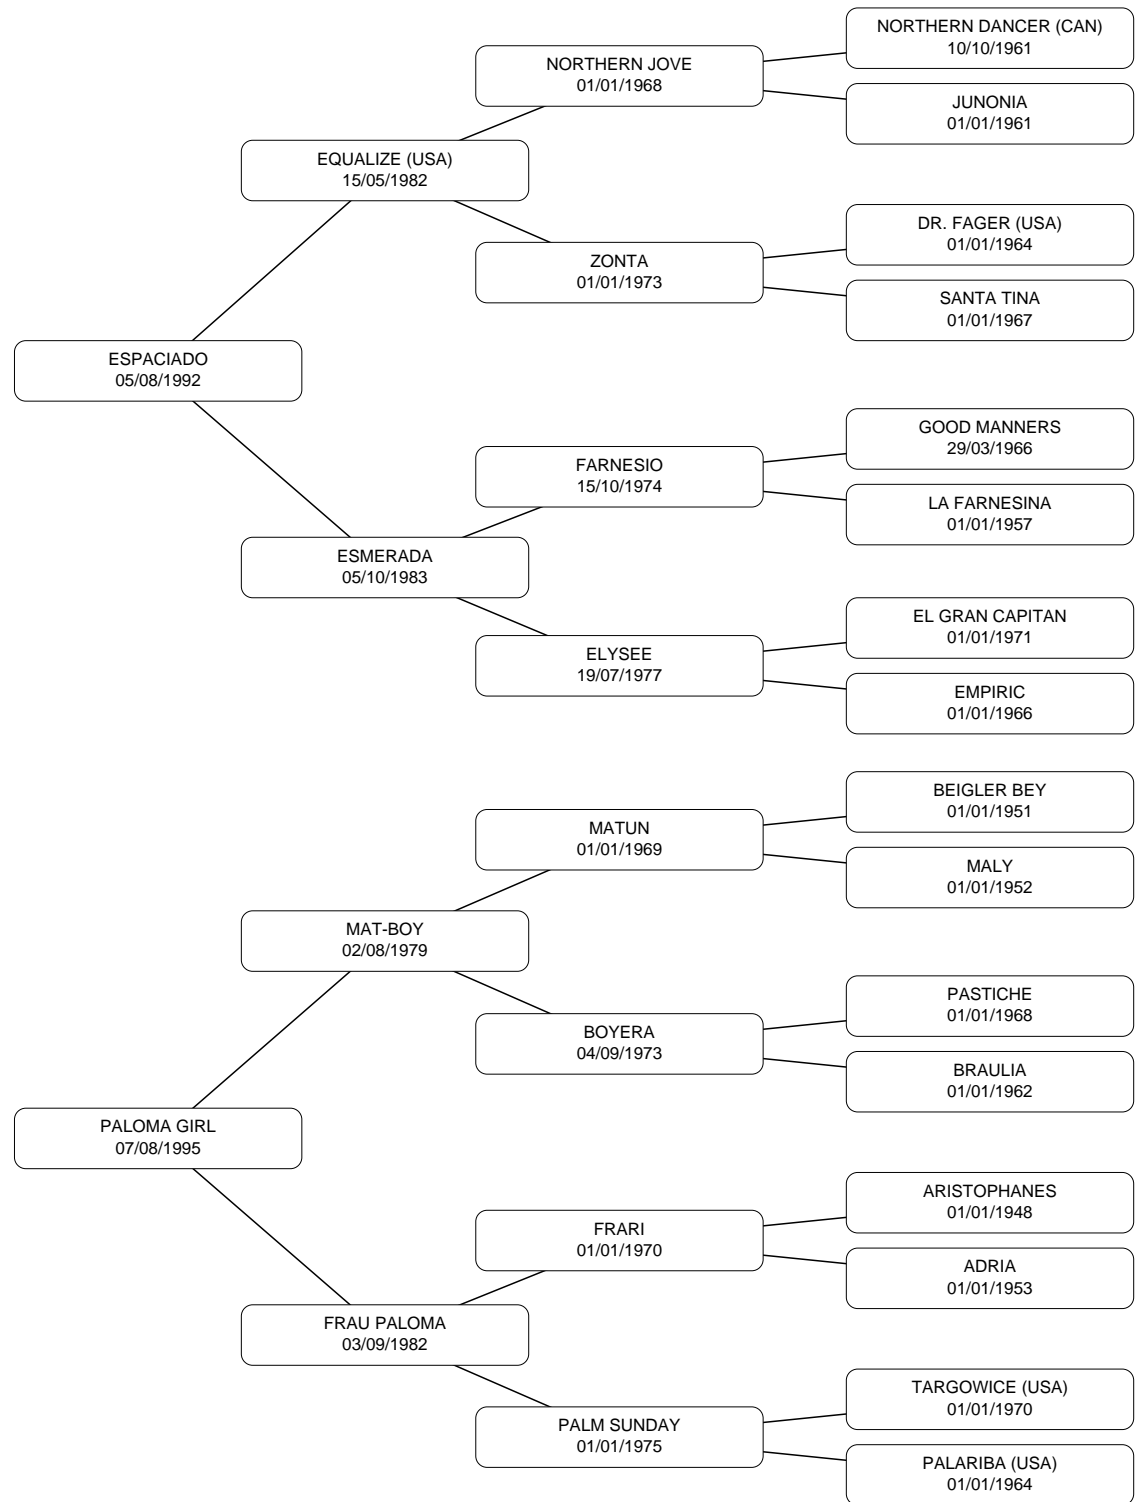 NORTHERN DANCER (CAN)
10/10/1961
NORTHERN JOVE
01/01/1968
JUNONIA
01/01/1961
EQUALIZE (USA)
15/05/1982
DR. FAGER (USA)
01/01/1964
ZONTA
01/01/1973
SANTA TINA
01/01/1967
ESPACIADO
05/08/1992
GOOD MANNERS
29/03/1966
FARNESIO
15/10/1974
LA FARNESINA
01/01/1957
ESMERADA
05/10/1983
EL GRAN CAPITAN
01/01/1971
ELYSEE
19/07/1977
EMPIRIC
01/01/1966
BEIGLER BEY
01/01/1951
MATUN
01/01/1969
MALY
01/01/1952
MAT-BOY
02/08/1979
PASTICHE
01/01/1968
BOYERA
04/09/1973
BRAULIA
01/01/1962
PALOMA GIRL
07/08/1995
ARISTOPHANES
01/01/1948
FRARI
01/01/1970
ADRIA
01/01/1953
FRAU PALOMA
03/09/1982
TARGOWICE (USA)
01/01/1970
PALM SUNDAY
01/01/1975
PALARIBA (USA)
01/01/1964